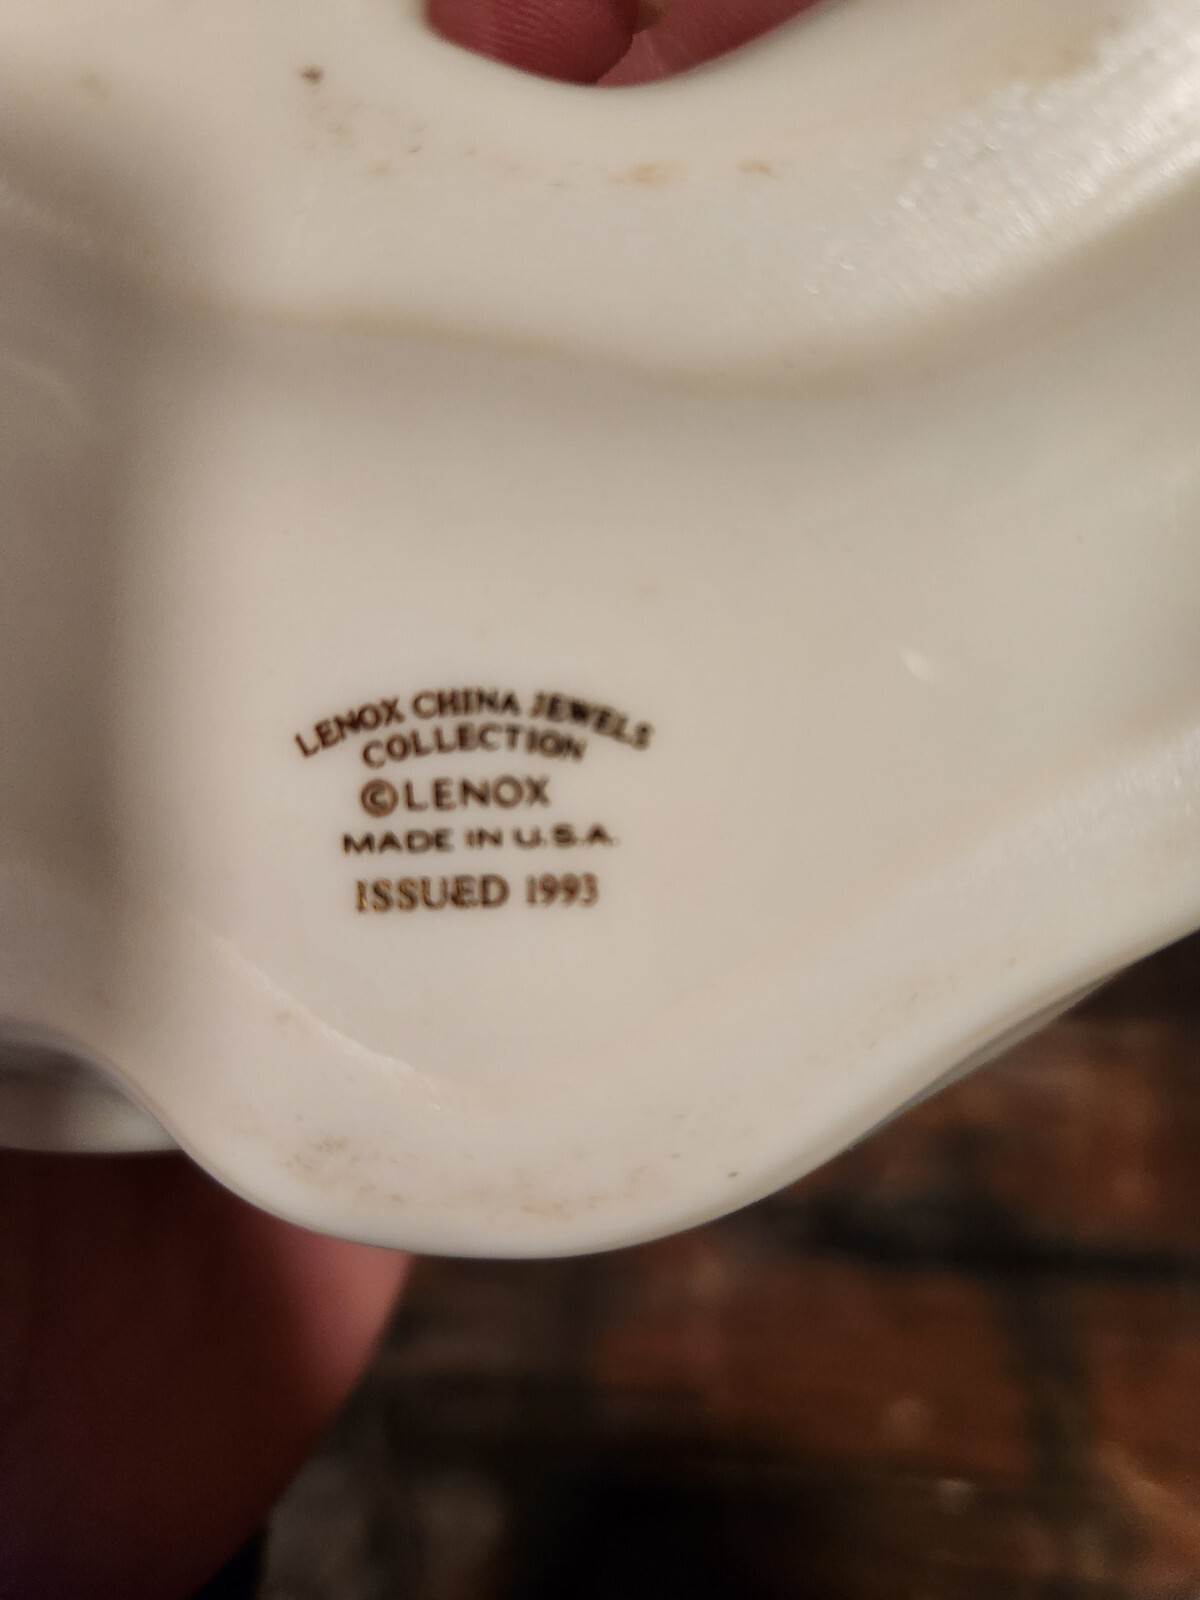 LENOX CHINA JEWELS
COLLECTION
©LENOX
MADE IN U.S.A.
ISSUED 1993